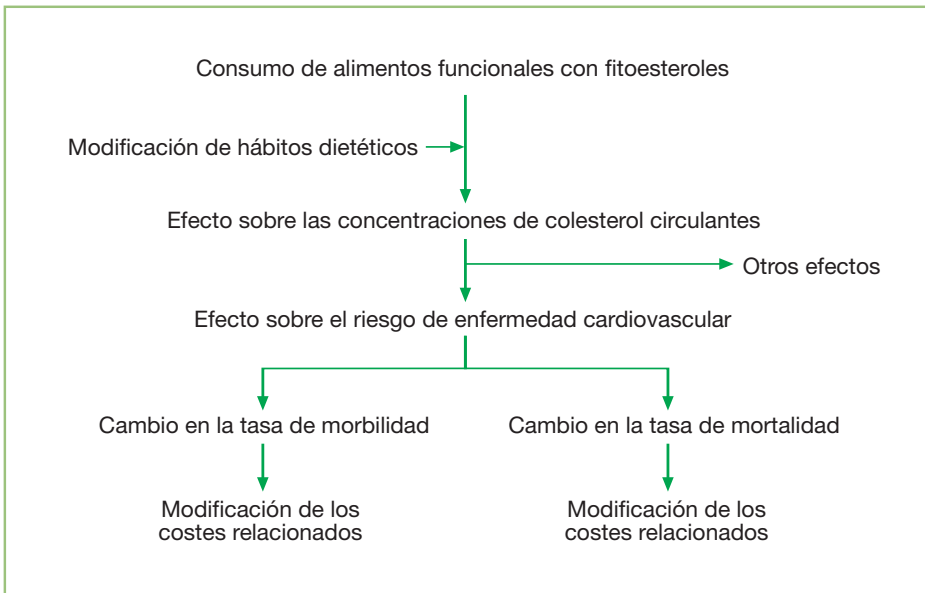 Consumo de alimentos funcionales con fitoesteroles
Modificación de hábitos dietéticos
Efecto sobre las concentraciones de colesterol circulantes
Otros efectos
Efecto sobre el riesgo de enfermedad cardiovascular
Cambio en la tasa de morbilidad
Cambio en la tasa de mortalidad
Modificación de los
costes relacionados
Modificación de los
costes relacionados